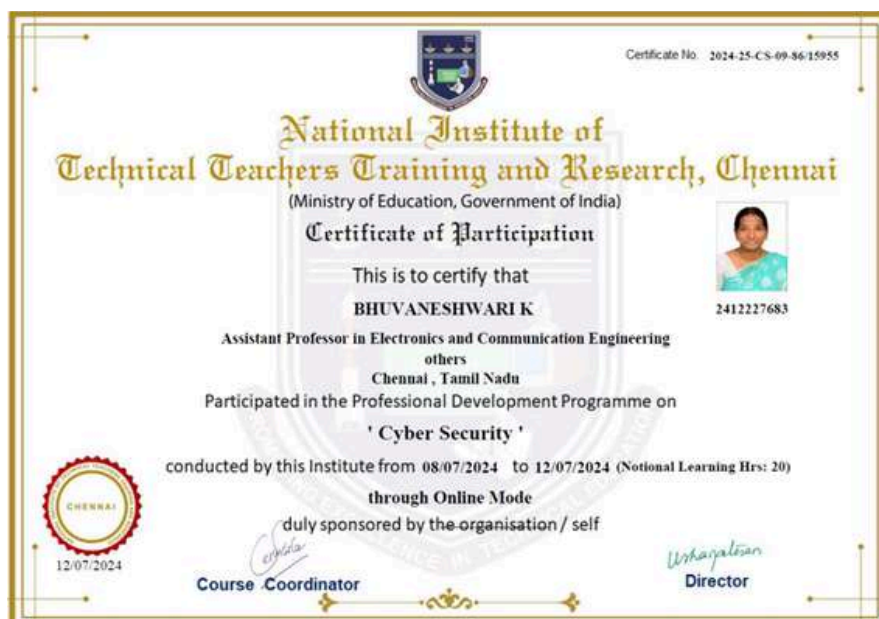 Certificate No. 2024-25-CS-09-86/15955
National Institute of
Technical Teachers Training and Research, Chennai
(Ministry of Education, Government of India)
Certificate of Participation
This is to certify that
BHUVANESHWARI K
2412227683
Assistant Professor in Electronics and Communication Engineering
others
Chennai , Tamil Nadu
Participated in the Professional Development Programme on
' Cyber Security '
conducted by this Institute from 08/07/2024 to 12/07/2024 (Notional Learning Hrs: 20)
through Online Mode
duly sponsored by the organisation / self
CHENNAI
12/07/2024
Course Coordinator
Director